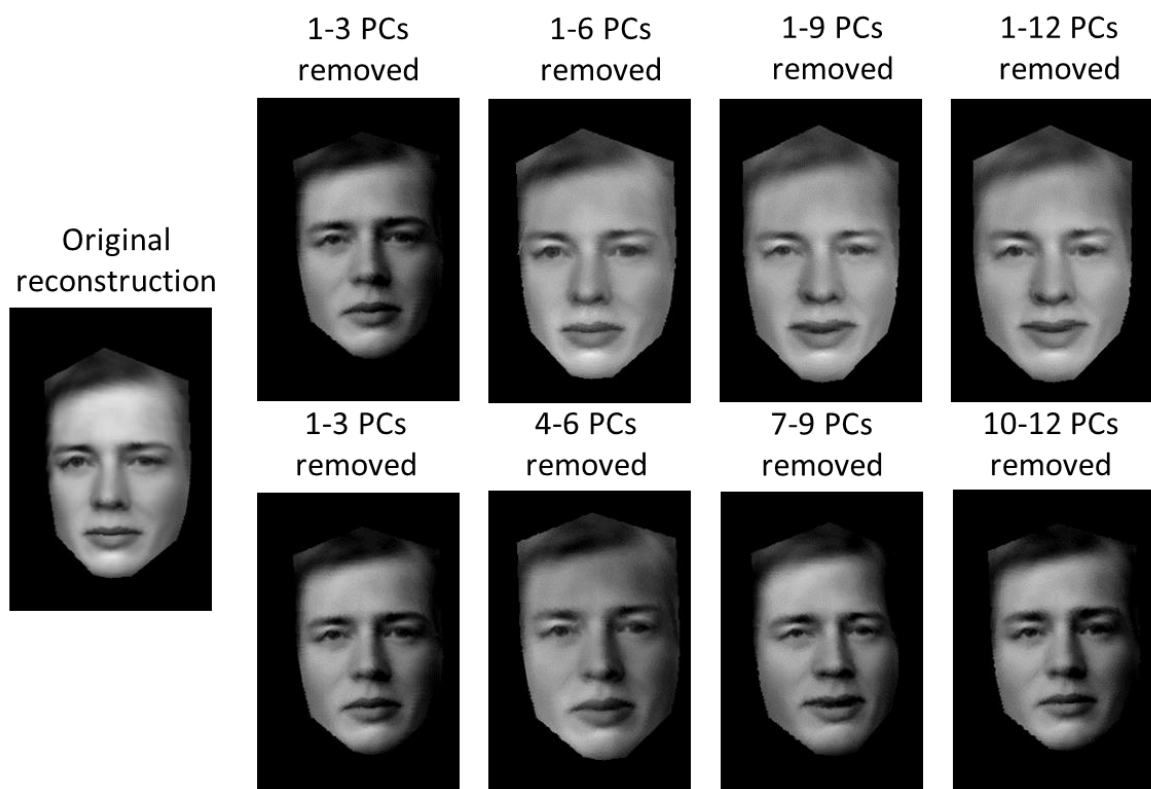 1-3 PCs
removed
1-6 PCs
removed
1-9 PCs
removed
1-12 PCs
removed
Original
reconstruction
1-3 PCs
removed
4-6 PCs
removed
7-9 PCs
removed
10-12 PCs
removed